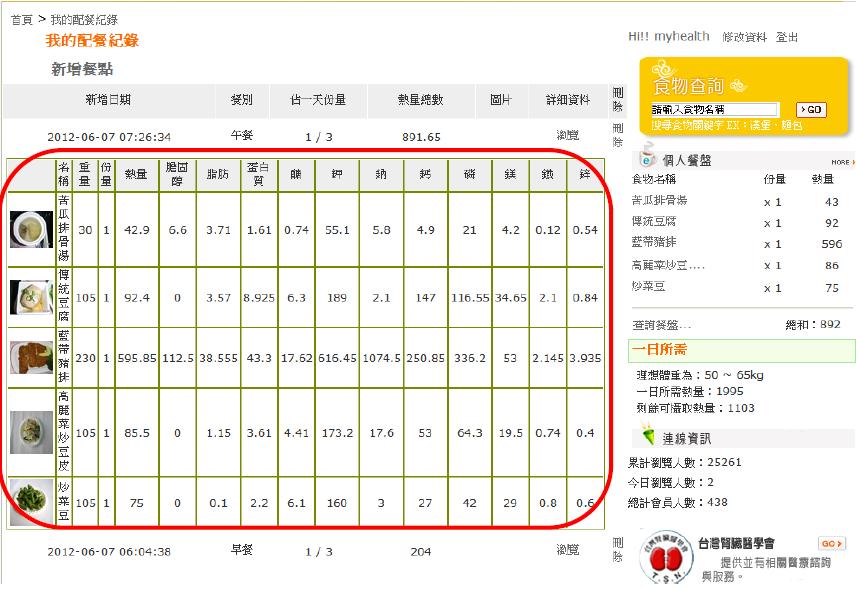 首頁 > 我的配餐紀錄
我的配餐紀錄
新增餐點
新增日期 餐別 佔一天份量 熱量總數 圖片 詳細資料 刪除
2012-06-07 07:26:34 午餐 1 / 3 891.65 瀏覽 刪除
名稱 重量 份量 熱量 膽固醇 脂肪 蛋白質 醣 鉀 鈉 鈣 磷 鎂 鐵 鋅
苦瓜排骨湯 30 1 42.9 6.6 3.71 1.61 0.74 55.1 5.8 4.9 21 4.2 0.12 0.54
傳統豆腐 105 1 92.4 0 3.57 8.925 6.3 189 2.1 147 116.55 34.65 2.1 0.84
藍帶豬排 230 1 595.85 112.5 38.555 43.3 17.62 616.45 1074.5 250.85 336.2 53 2.145 3.935
高麗菜炒豆皮 105 1 85.5 0 1.15 3.61 4.41 173.2 17.6 53 64.3 19.5 0.74 0.4
炒菜豆 105 1 75 0 0.1 2.2 6.1 160 3 27 42 29 0.8 0.6
2012-06-07 06:04:38 早餐 1 / 3 204 瀏覽 刪除
Hi!! myhealth 修改資料 登出
食物查詢
請輸入食物名稱 GO
搜尋食物關鍵字 EX：漢堡、麵包
個人餐盤 MORE
食物名稱 份量 熱量
苦瓜排骨湯 x 1 43
傳統豆腐 x 1 92
藍帶豬排 x 1 596
高麗菜炒豆.... x 1 86
炒菜豆 x 1 75
查詢餐盤... 總和：892
一日所需
理想體重為：50 ～ 65kg
一日所需熱量：1995
剩餘可攝取熱量：1103
連線資訊
累計瀏覽人數：25261
今日瀏覽：2
總計會員人數：438
台灣腎臟醫學會 GO
T.S.N.
提供並有相關醫療諮詢
與服務。